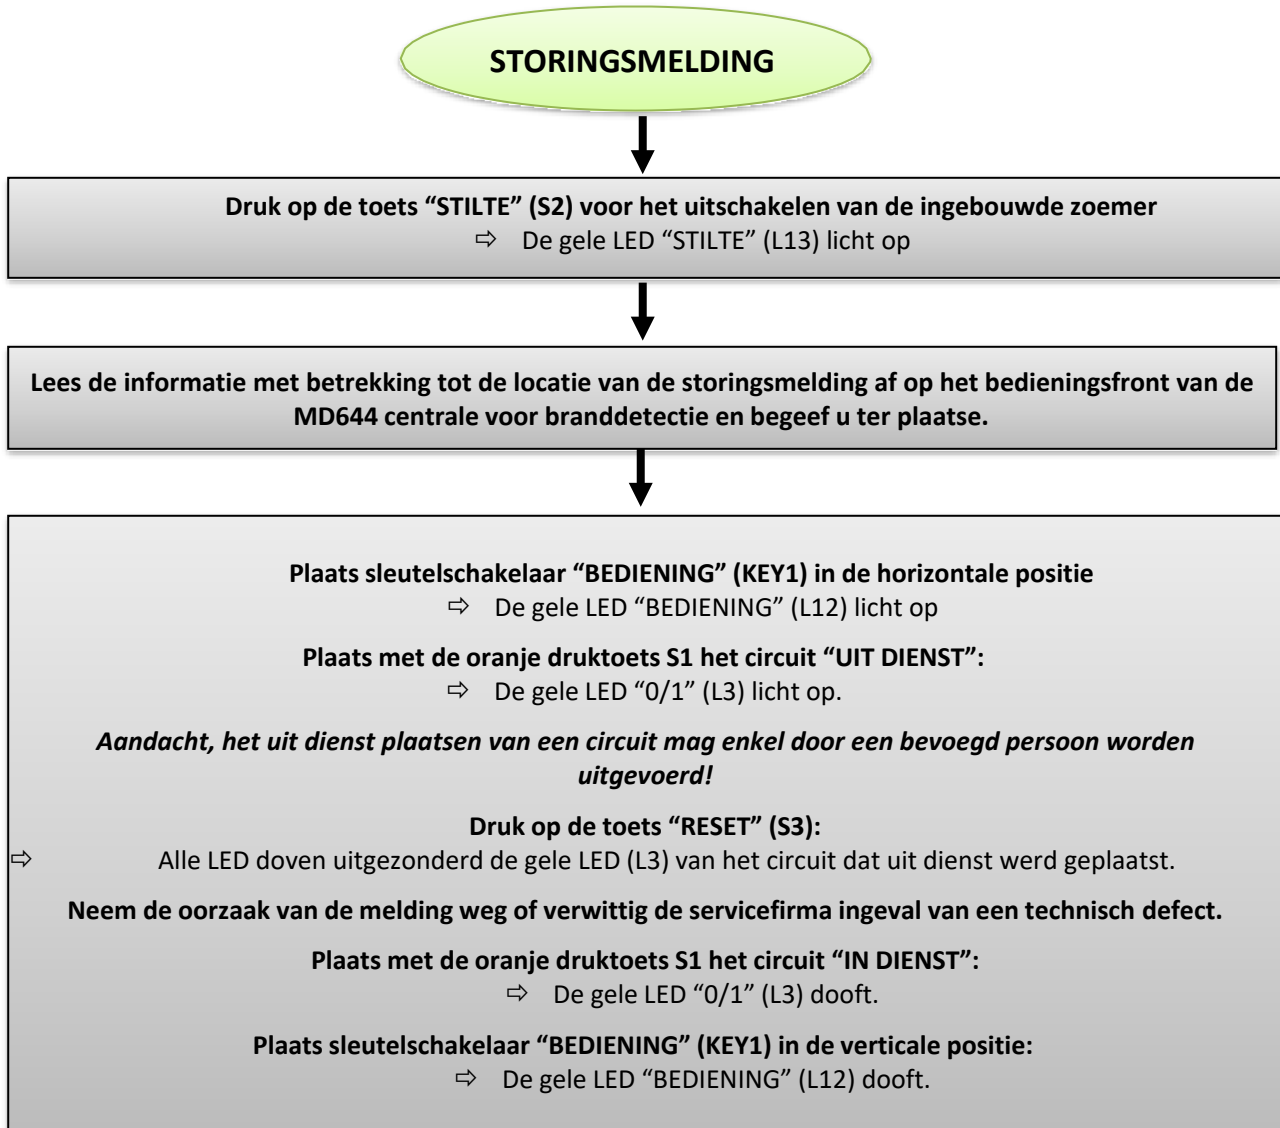 STORINGSMELDING
Druk op de toets “STILTE” (S2) voor het uitschakelen van de ingebouwde zoemer
⇨ De gele LED “STILTE” (L13) licht op
Lees de informatie met betrekking tot de locatie van de storingsmelding af op het bedieningsfront van de
MD644 centrale voor branddetectie en begeef u ter plaatse.
Plaats sleutelschakelaar “BEDIENING” (KEY1) in de horizontale positie
⇨ De gele LED “BEDIENING” (L12) licht op
Plaats met de oranje druktoets S1 het circuit “UIT DIENST”:
⇨ De gele LED “0/1” (L3) licht op.
Aandacht, het uit dienst plaatsen van een circuit mag enkel door een bevoegd persoon worden
uitgevoerd!
Druk op de toets “RESET” (S3):
⇨ Alle LED doven uitgezonderd de gele LED (L3) van het circuit dat uit dienst werd geplaatst.
Neem de oorzaak van de melding weg of verwittig de servicefirma ingeval van een technisch defect.
Plaats met de oranje druktoets S1 het circuit “IN DIENST”:
⇨ De gele LED “0/1” (L3) dooft.
Plaats sleutelschakelaar “BEDIENING” (KEY1) in de verticale positie:
⇨ De gele LED “BEDIENING” (L12) dooft.